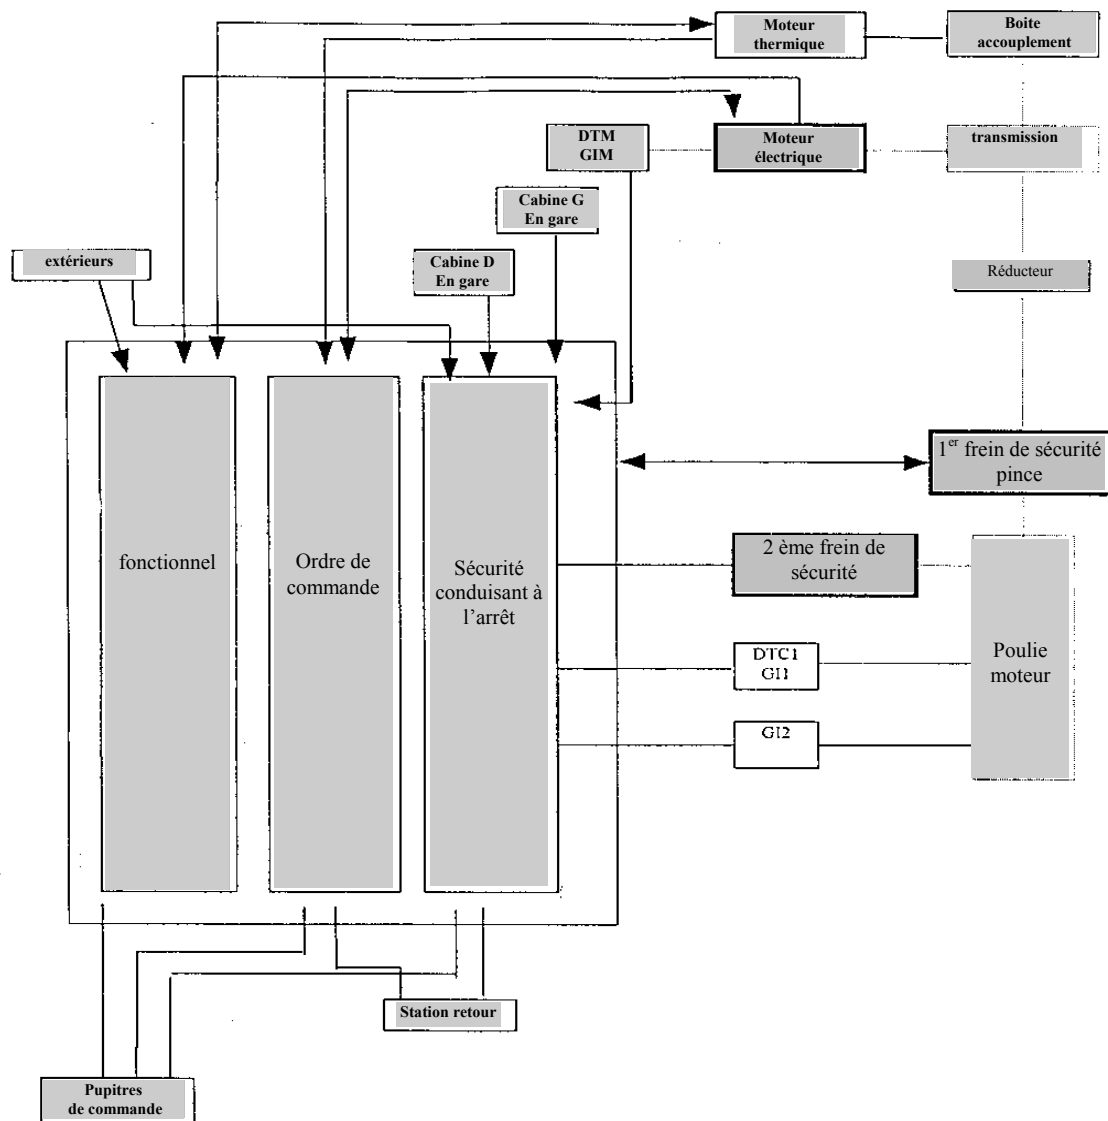 Moteur
thermique
Boite
accouplement
DTM
GIM
Moteur
électrique
transmission
Cabine G
En gare
extérieurs
Cabine D
En gare
Réducteur
1er frein de sécurité
pince
fonctionnel
Ordre de
commande
Sécurité
conduisant à
l’arrêt
2 ème frein de
sécurité
DTC1
GI1
Poulie
moteur
GI2
Station retour
Pupitres
de commande